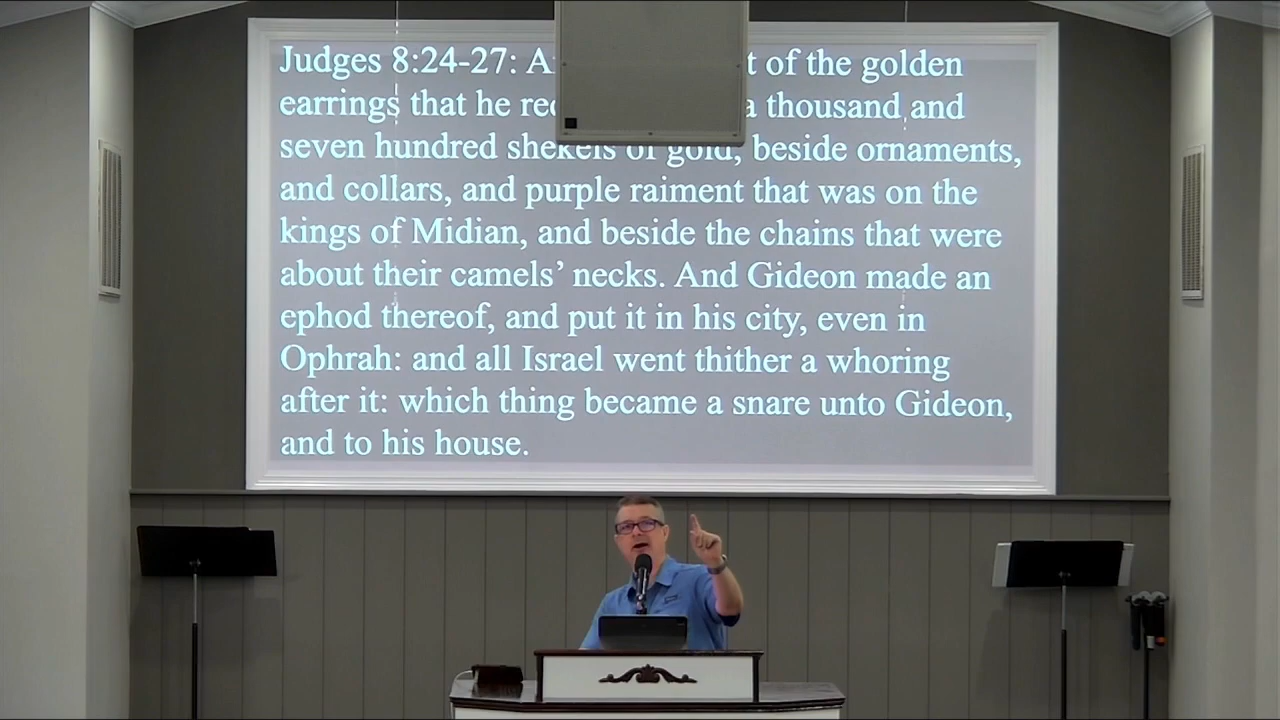 Judges 8:24-27: A t of the golden
earrings that he rec a thousand and
seven hundred shekels of gold, beside ornaments,
and collars, and purple raiment that was on the
kings of Midian, and beside the chains that were
about their camels’ necks. And Gideon made an
ephod thereof, and put it in his city, even in
Ophrah: and all Israel went thither a whoring
after it: which thing became a snare unto Gideon,
and to his house.